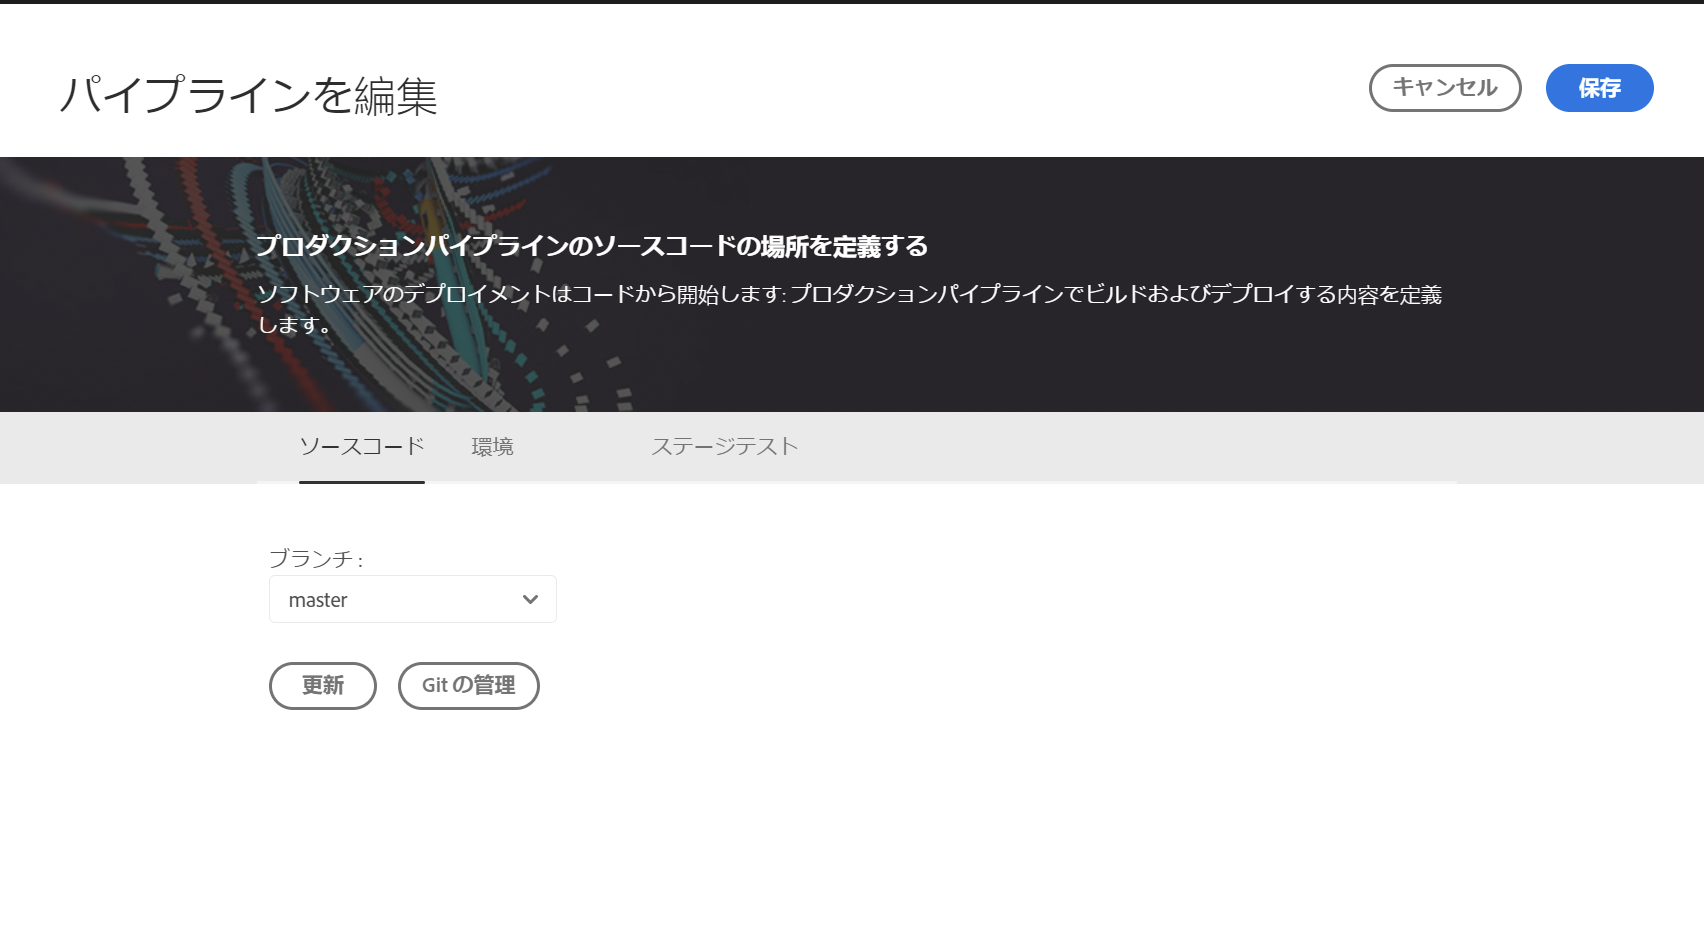 パイプラインを編集
キャンセル
保存
プロダクションパイプラインのソースコードの場所を定義する
ソフトウェアのデプロイメントはコードから開始します: プロダクションパイプラインでビルドおよびデプロイする内容を定義
します。
ソースコード
環境
ステージテスト
ブランチ :
master
更新
Git の管理